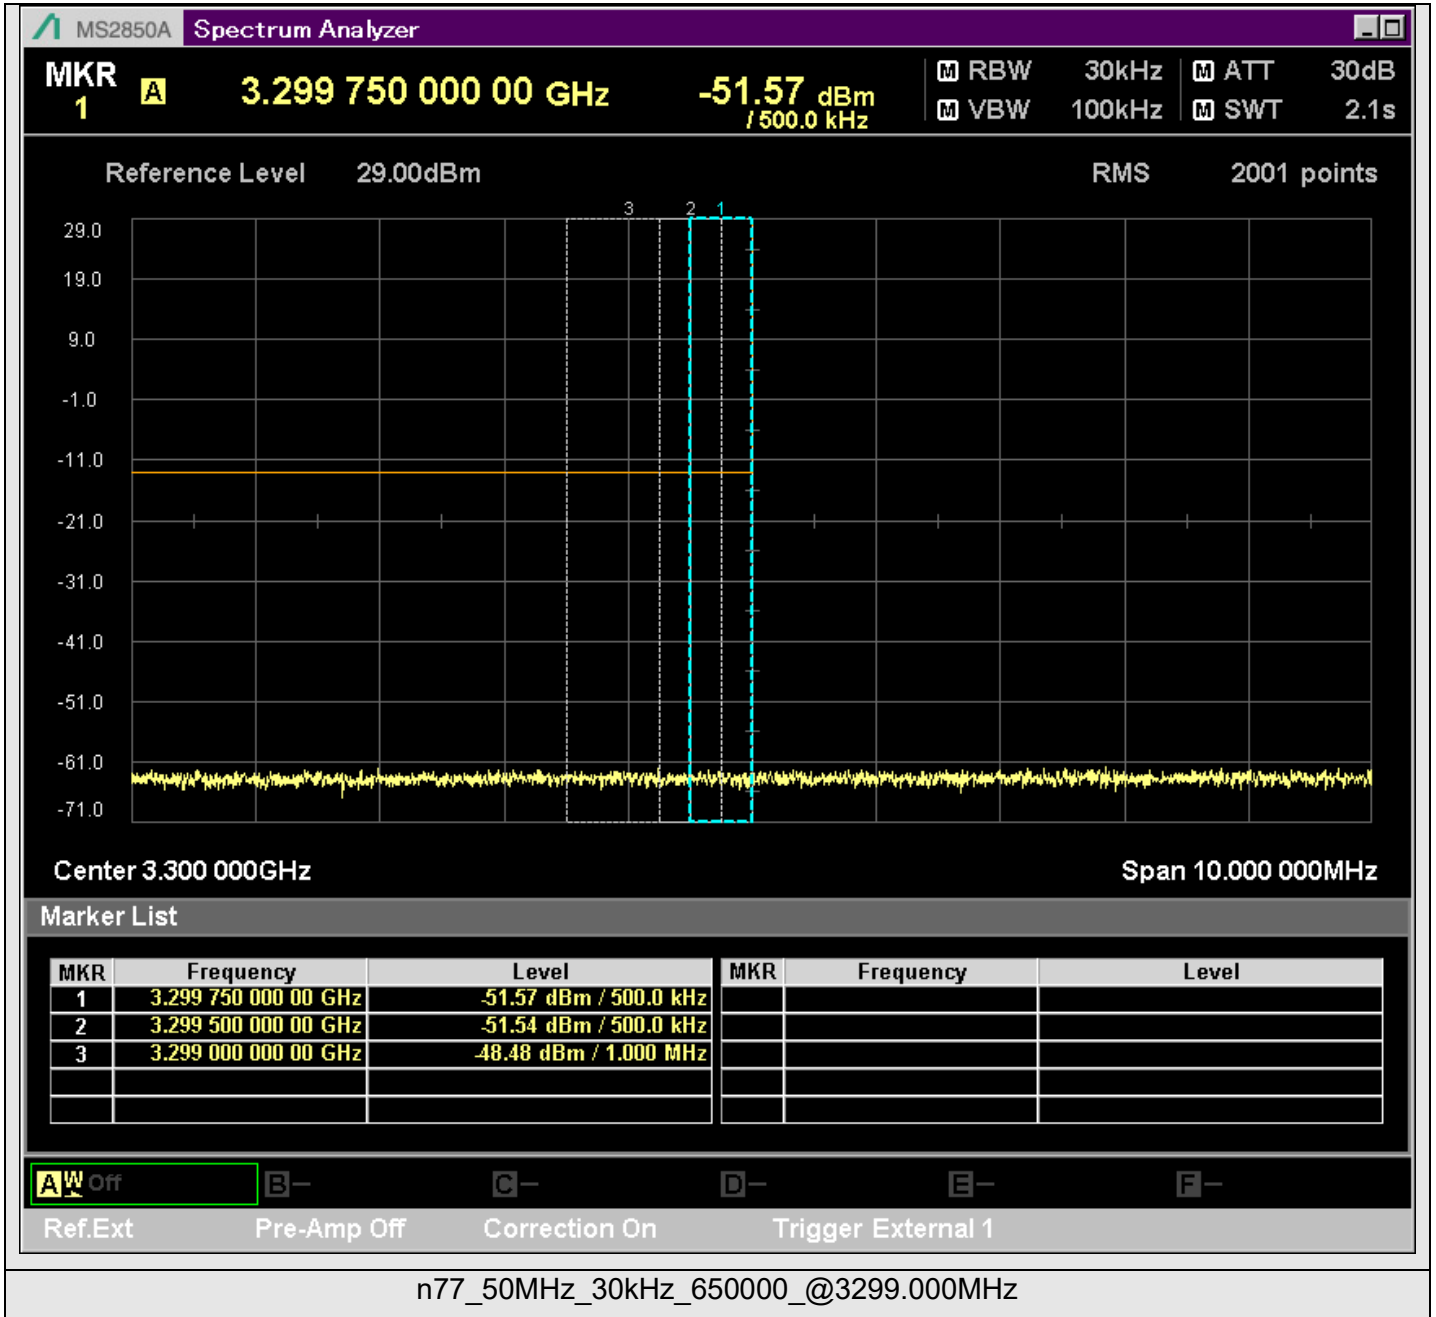 MS2850A Spectrum Analyzer
MKR 1 A 3.299 750 000 00 GHz -51.57 dBm / 500.0 kHz
M RBW 30kHz M ATT 30dB
M VBW 100kHz M SWT 2.1s
Reference Level 29.00dBm RMS 2001 points
3 2 1
29.0
19.0
9.0
-1.0
-11.0
-21.0
-31.0
-41.0
-51.0
-61.0
-71.0
Center 3.300 000GHz Span 10.000 000MHz
Marker List
MKR Frequency Level MKR Frequency Level
1 3.299 750 000 00 GHz -51.57 dBm / 500.0 kHz
2 3.299 500 000 00 GHz -51.54 dBm / 500.0 kHz
3 3.299 000 000 00 GHz -48.48 dBm / 1.000 MHz
A W Off B — C — D — E — F —
Ref.Ext Pre-Amp Off Correction On Trigger External 1
n77_50MHz_30kHz_650000_@3299.000MHz